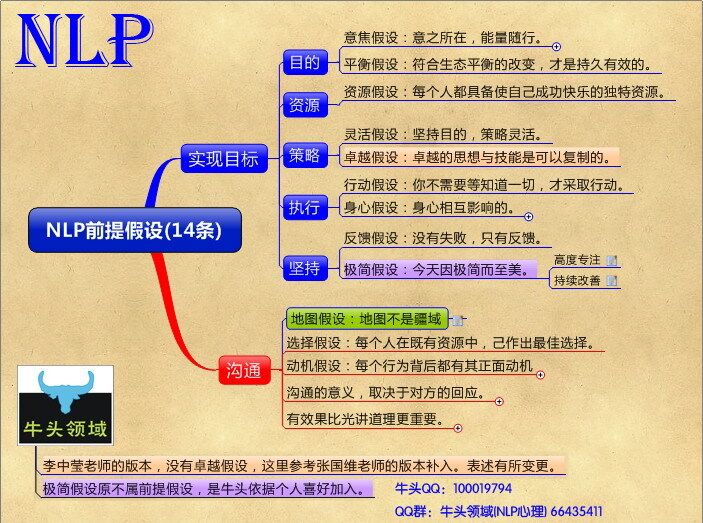 NLP
NLP前提假设(14条)
实现目标
目的
意焦假设：意之所在，能量随行。
平衡假设：符合生态平衡的改变，才是持久有效的。
资源
资源假设：每个人都具备使自己成功快乐的独特资源。
策略
灵活假设：坚持目的，策略灵活。
卓越假设：卓越的思想与技能是可以复制的。
执行
行动假设：你不需要等知道一切，才采取行动。
身心假设：身心相互影响的。
坚持
反馈假设：没有失败，只有反馈。
极简假设：今天因极简而至美。
高度专注
持续改善
沟通
地图假设：地图不是疆域
选择假设：每个人在既有资源中，己作出最佳选择。
动机假设：每个行为背后都有其正面动机
沟通的意义，取决于对方的回应。
有效果比光讲道理更重要。
牛头领域
李中莹老师的版本，没有卓越假设，这里参考张国维老师的版本补入。表述有所变更。
极简假设原不属前提假设，是牛头依据个人喜好加入。
牛头QQ：100019794
QQ群：牛头领域(NLP心理) 66435411